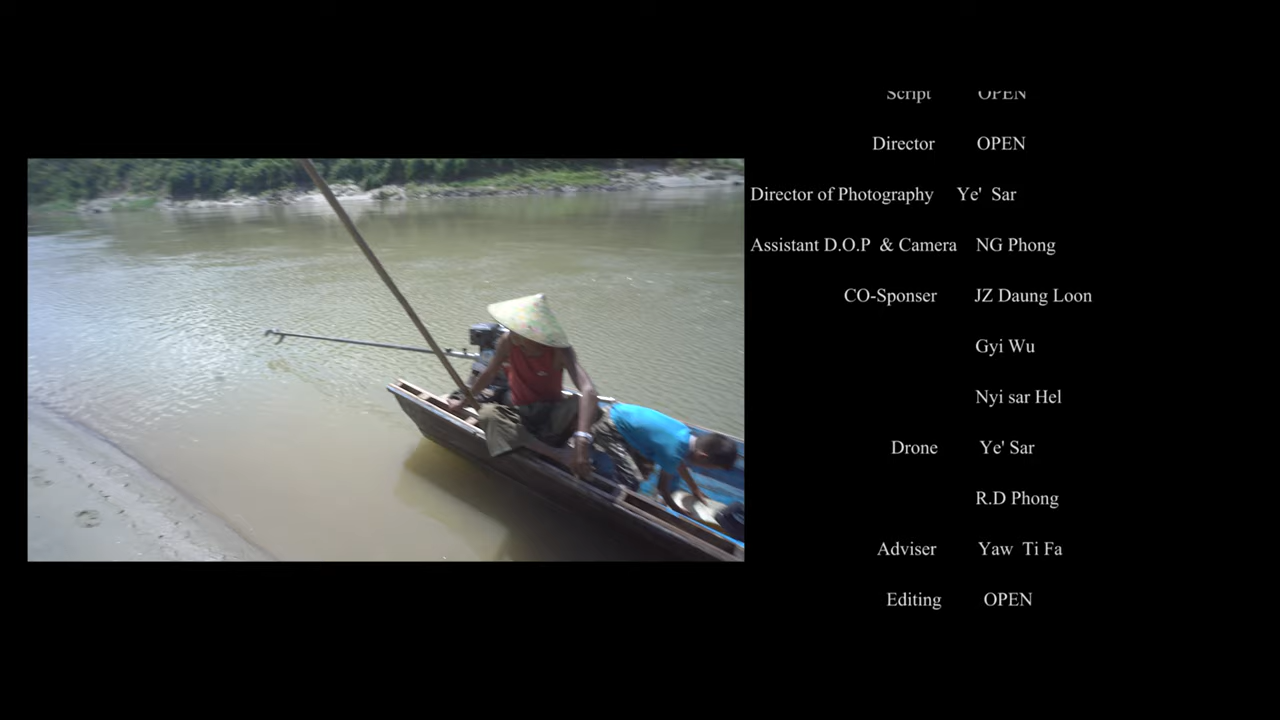 Script OPEN
Director OPEN
Director of Photography Ye' Sar
Assistant D.O.P & Camera NG Phong
CO-Sponser JZ Daung Loon
Gyi Wu
Nyi sar Hel
Drone Ye' Sar
R.D Phong
Adviser Yaw Ti Fa
Editing OPEN